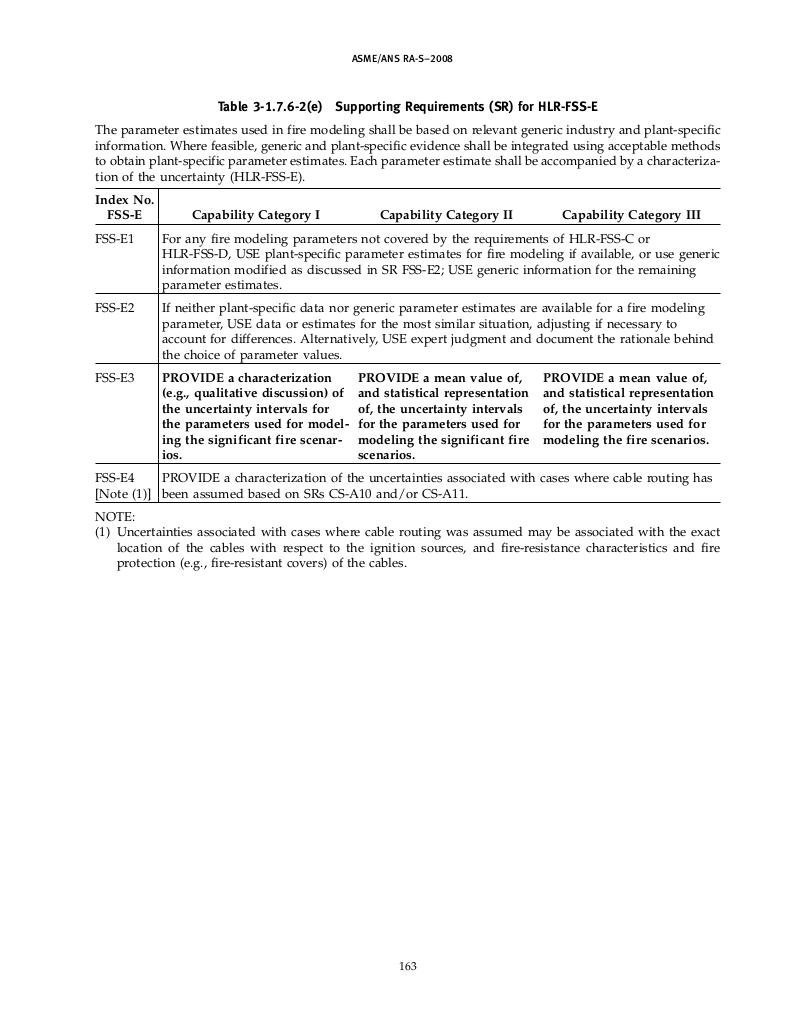 ASME/ANS RA-S–2008
Table 3-1.7.6-2(e) Supporting Requirements (SR) for HLR-FSS-E
The parameter estimates used in fire modeling shall be based on relevant generic industry and plant-specific
information. Where feasible, generic and plant-specific evidence shall be integrated using acceptable methods
to obtain plant-specific parameter estimates. Each parameter estimate shall be accompanied by a characteriza-
tion of the uncertainty (HLR-FSS-E).
Index No.
FSS-E Capability Category I Capability Category II Capability Category III
FSS-E1 For any fire modeling parameters not covered by the requirements of HLR-FSS-C or
HLR-FSS-D, USE plant-specific parameter estimates for fire modeling if available, or use generic
information modified as discussed in SR FSS-E2; USE generic information for the remaining
parameter estimates.
FSS-E2 If neither plant-specific data nor generic parameter estimates are available for a fire modeling
parameter, USE data or estimates for the most similar situation, adjusting if necessary to
account for differences. Alternatively, USE expert judgment and document the rationale behind
the choice of parameter values.
FSS-E3 PROVIDE a characterization PROVIDE a mean value of, PROVIDE a mean value of,
(e.g., qualitative discussion) of and statistical representation and statistical representation
the uncertainty intervals for of, the uncertainty intervals of, the uncertainty intervals
the parameters used for model- for the parameters used for for the parameters used for
ing the significant fire scenar- modeling the significant fire modeling the fire scenarios.
ios. scenarios.
FSS-E4 PROVIDE a characterization of the uncertainties associated with cases where cable routing has
[Note (1)] been assumed based on SRs CS-A10 and/or CS-A11.
NOTE:
(1) Uncertainties associated with cases where cable routing was assumed may be associated with the exact
location of the cables with respect to the ignition sources, and fire-resistance characteristics and fire
protection (e.g., fire-resistant covers) of the cables.
163